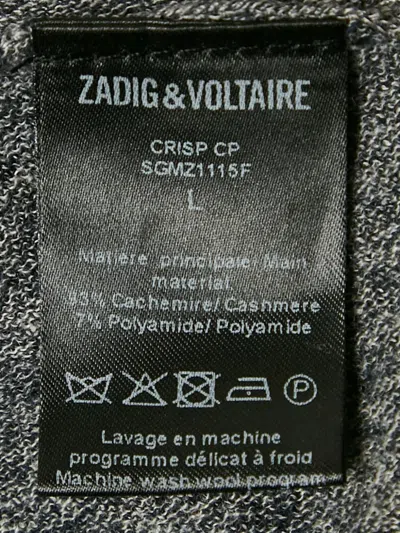 ZADIG&VOLTAIRE
CRISP CP
SGMZ1115F
L
Matière principale/Main
material
93% Cachemire/Cashmere
7% Polyamide/Polyamide
P
Lavage en machine
programme délicat à froid
Machine wash wool program